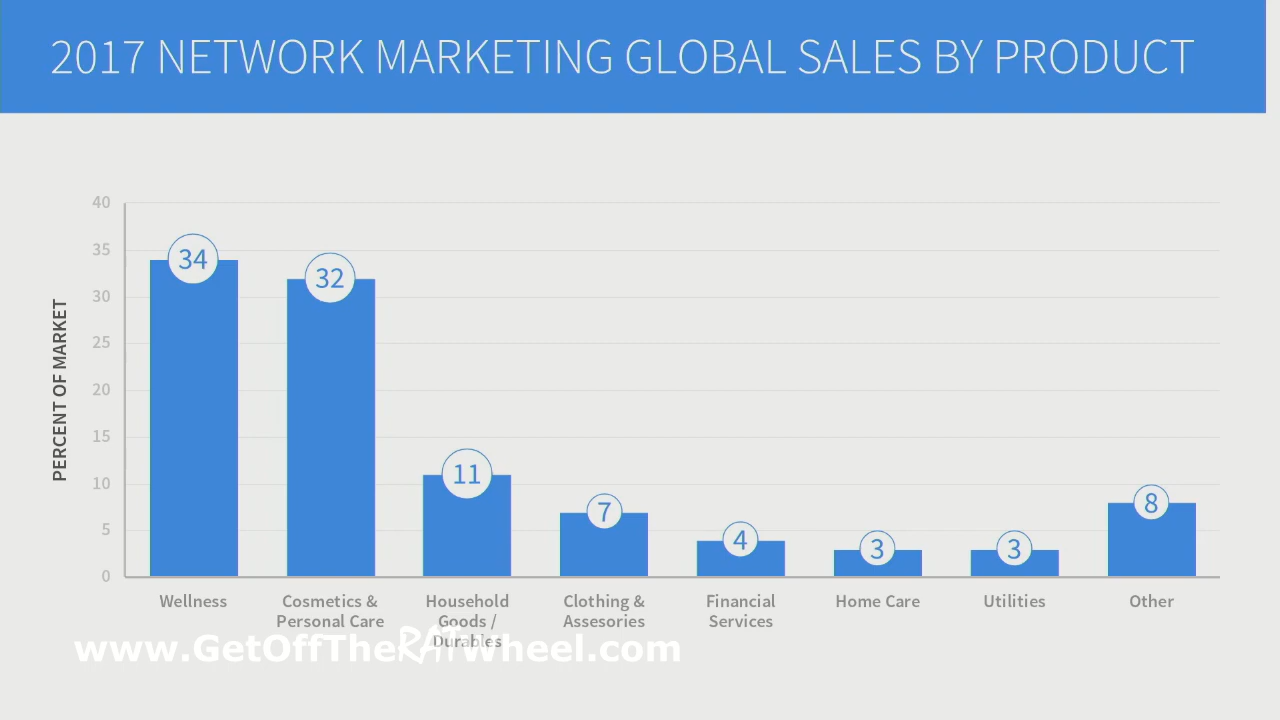 2017 NETWORK MARKETING GLOBAL SALES BY PRODUCT
PERCENT OF MARKET
40
35
30
25
20
15
10
5
0
34
32
11
7
4
3
3
8
Wellness
Cosmetics &
Personal Care
Household
Goods /
Durables
Clothing &
Assesories
Financial
Services
Home Care
Utilities
Other
www.GetOffTheRATWheel.com